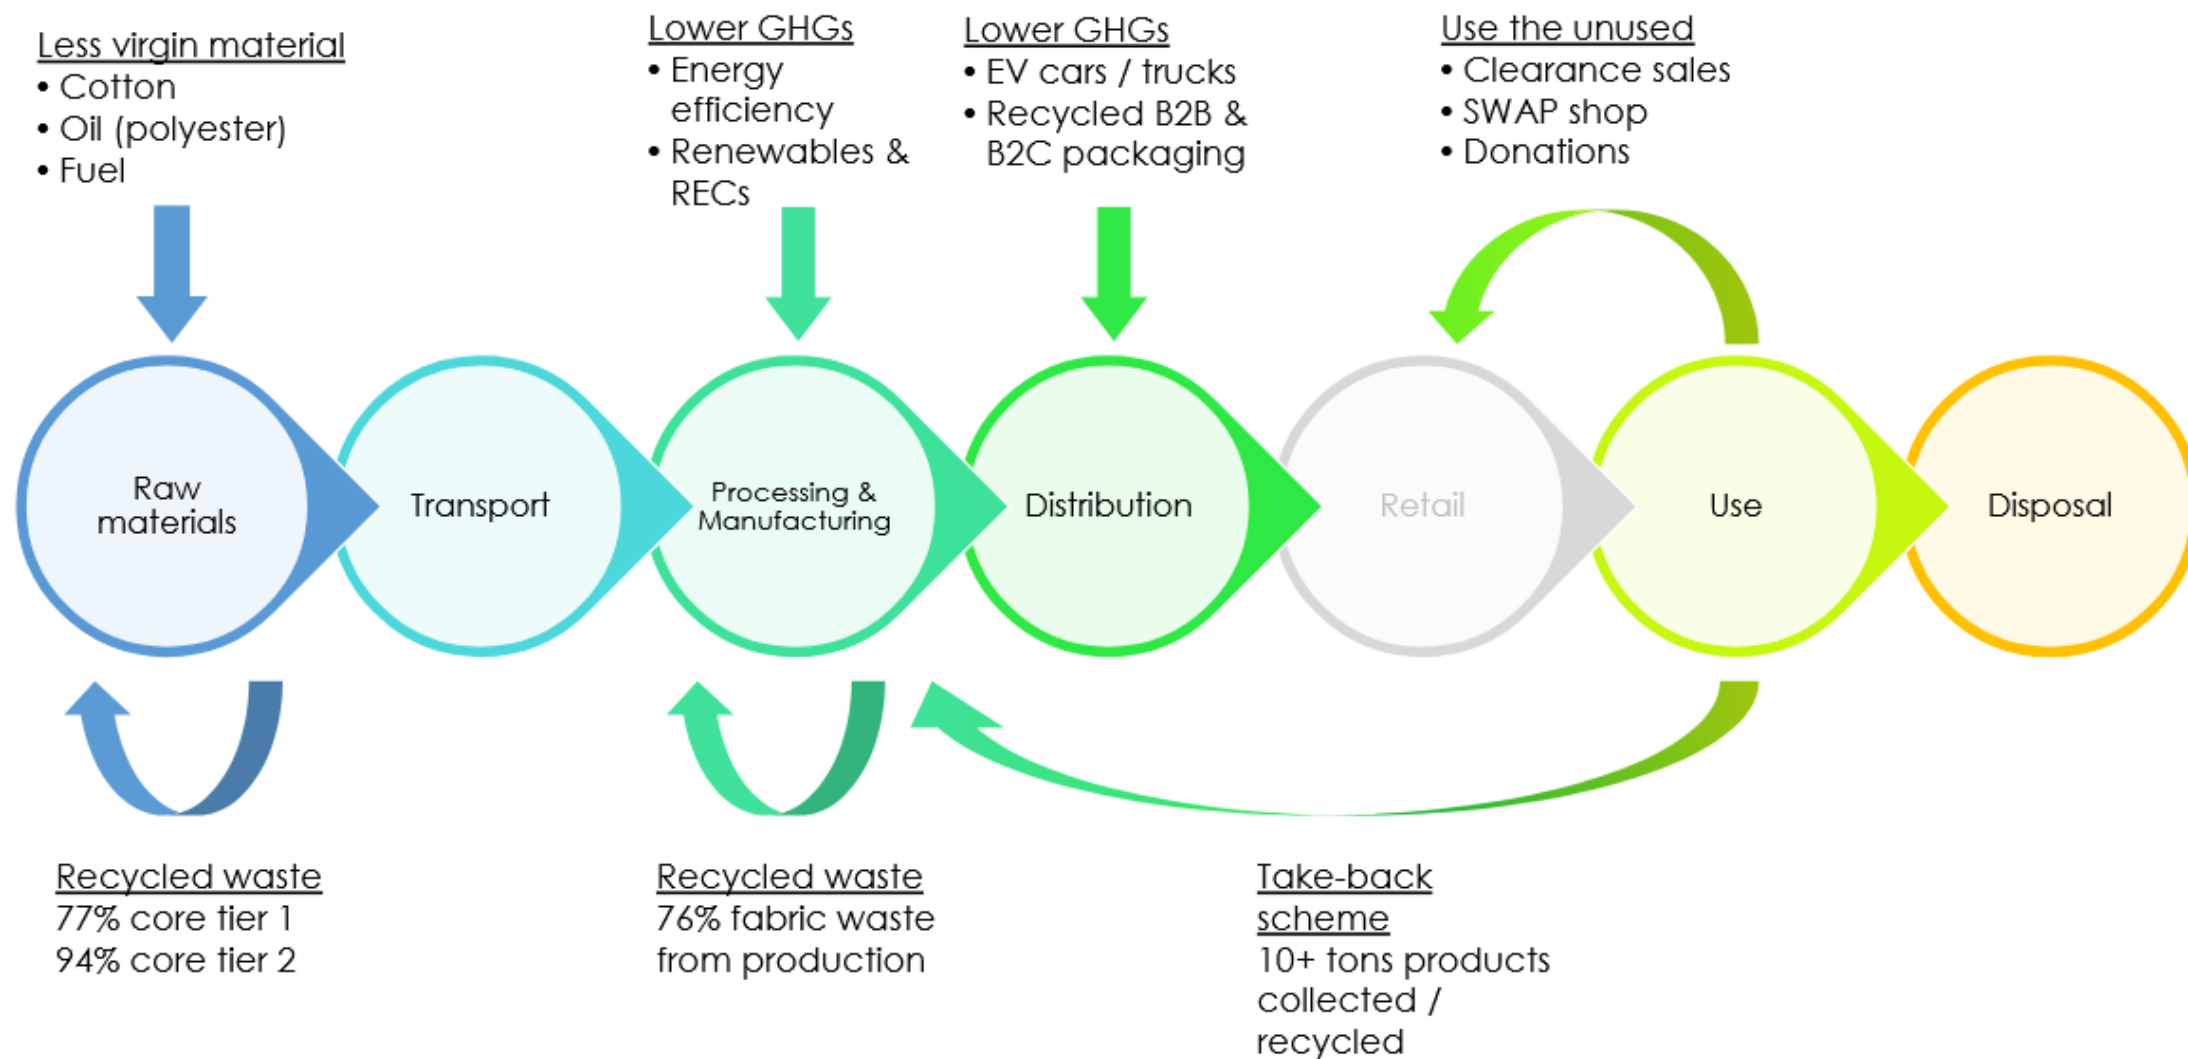 Less virgin material
• Cotton
• Oil (polyester)
• Fuel
Lower GHGs
• Energy
efficiency
• Renewables &
RECs
Lower GHGs
• EV cars / trucks
• Recycled B2B &
B2C packaging
Use the unused
• Clearance sales
• SWAP shop
• Donations
Raw
materials
Transport
Processing &
Manufacturing
Distribution
Retail
Use
Disposal
Recycled waste
77% core tier 1
94% core tier 2
Recycled waste
76% fabric waste
from production
Take-back
scheme
10+ tons products
collected /
recycled